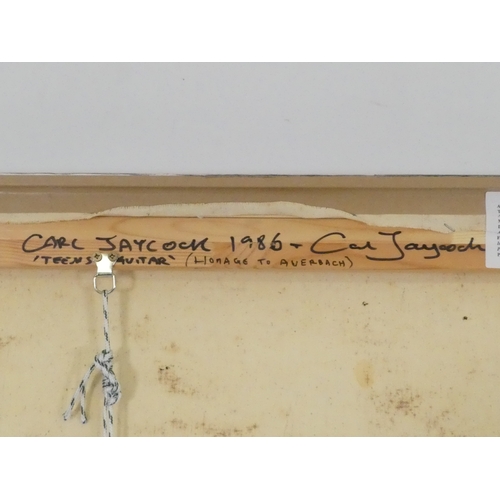 CARL JAYCOCK 1986 - Carl Jaycock
'TEENS GUITAR' (HOMAGE TO AUERBACH)